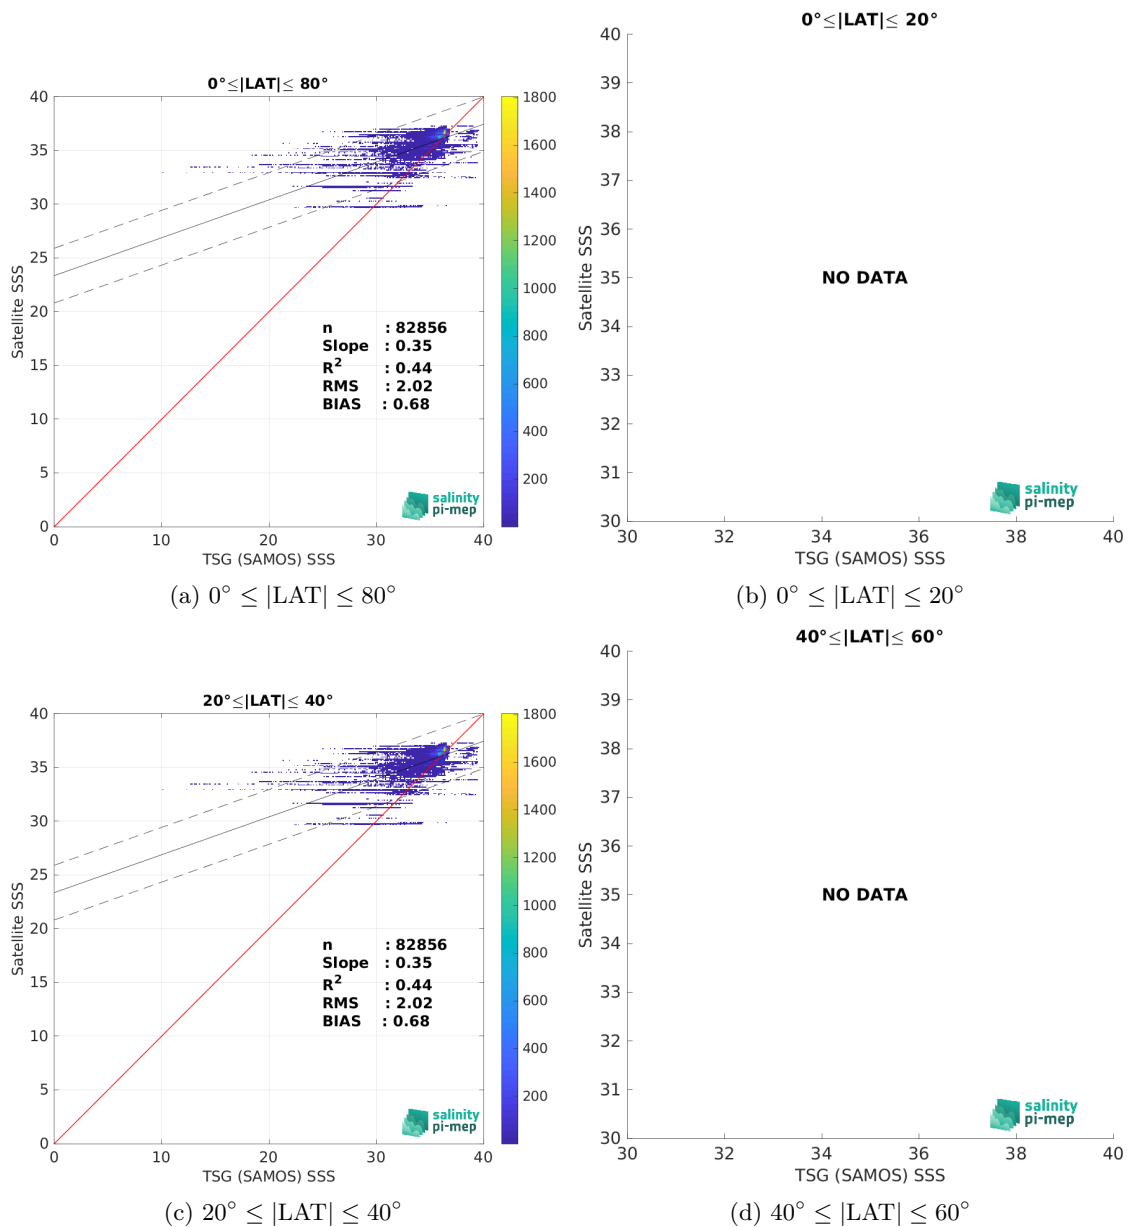 0°≤|LAT|≤ 80°
Satellite SSS
40
35
30
25
20
15
10
5
0
0 10 20 30 40
TSG (SAMOS) SSS
n : 82856
Slope : 0.35
R² : 0.44
RMS : 2.02
BIAS : 0.68
salinity
pi-mep
1800
1600
1400
1200
1000
800
600
400
200
(a) 0° ≤ |LAT| ≤ 80°
0°≤|LAT|≤ 20°
Satellite SSS
40
39
38
37
36
35
34
33
32
31
30
NO DATA
salinity
pi-mep
30 32 34 36 38 40
TSG (SAMOS) SSS
(b) 0° ≤ |LAT| ≤ 20°
20°≤|LAT|≤ 40°
Satellite SSS
40
35
30
25
20
15
10
5
0
0 10 20 30 40
TSG (SAMOS) SSS
n : 82856
Slope : 0.35
R² : 0.44
RMS : 2.02
BIAS : 0.68
salinity
pi-mep
1800
1600
1400
1200
1000
800
600
400
200
(c) 20° ≤ |LAT| ≤ 40°
40°≤|LAT|≤ 60°
Satellite SSS
40
39
38
37
36
35
34
33
32
31
30
NO DATA
salinity
pi-mep
30 32 34 36 38 40
TSG (SAMOS) SSS
(d) 40° ≤ |LAT| ≤ 60°